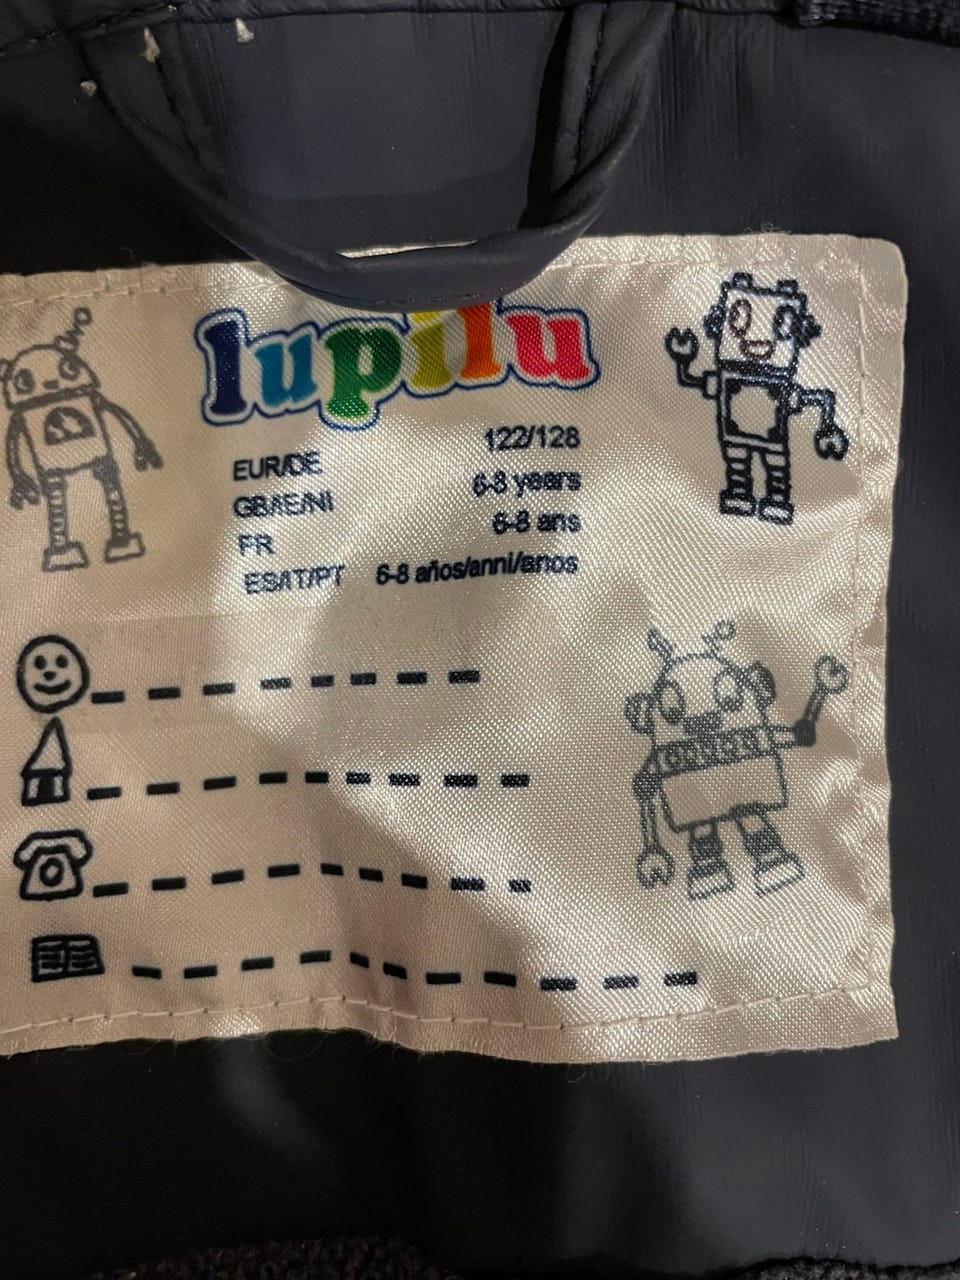 lupilu
EUR/DE 122/128
GB/IE/NI 6-8 years
FR 6-8 ans
ES/IT/PT 6-8 años/anni/anos